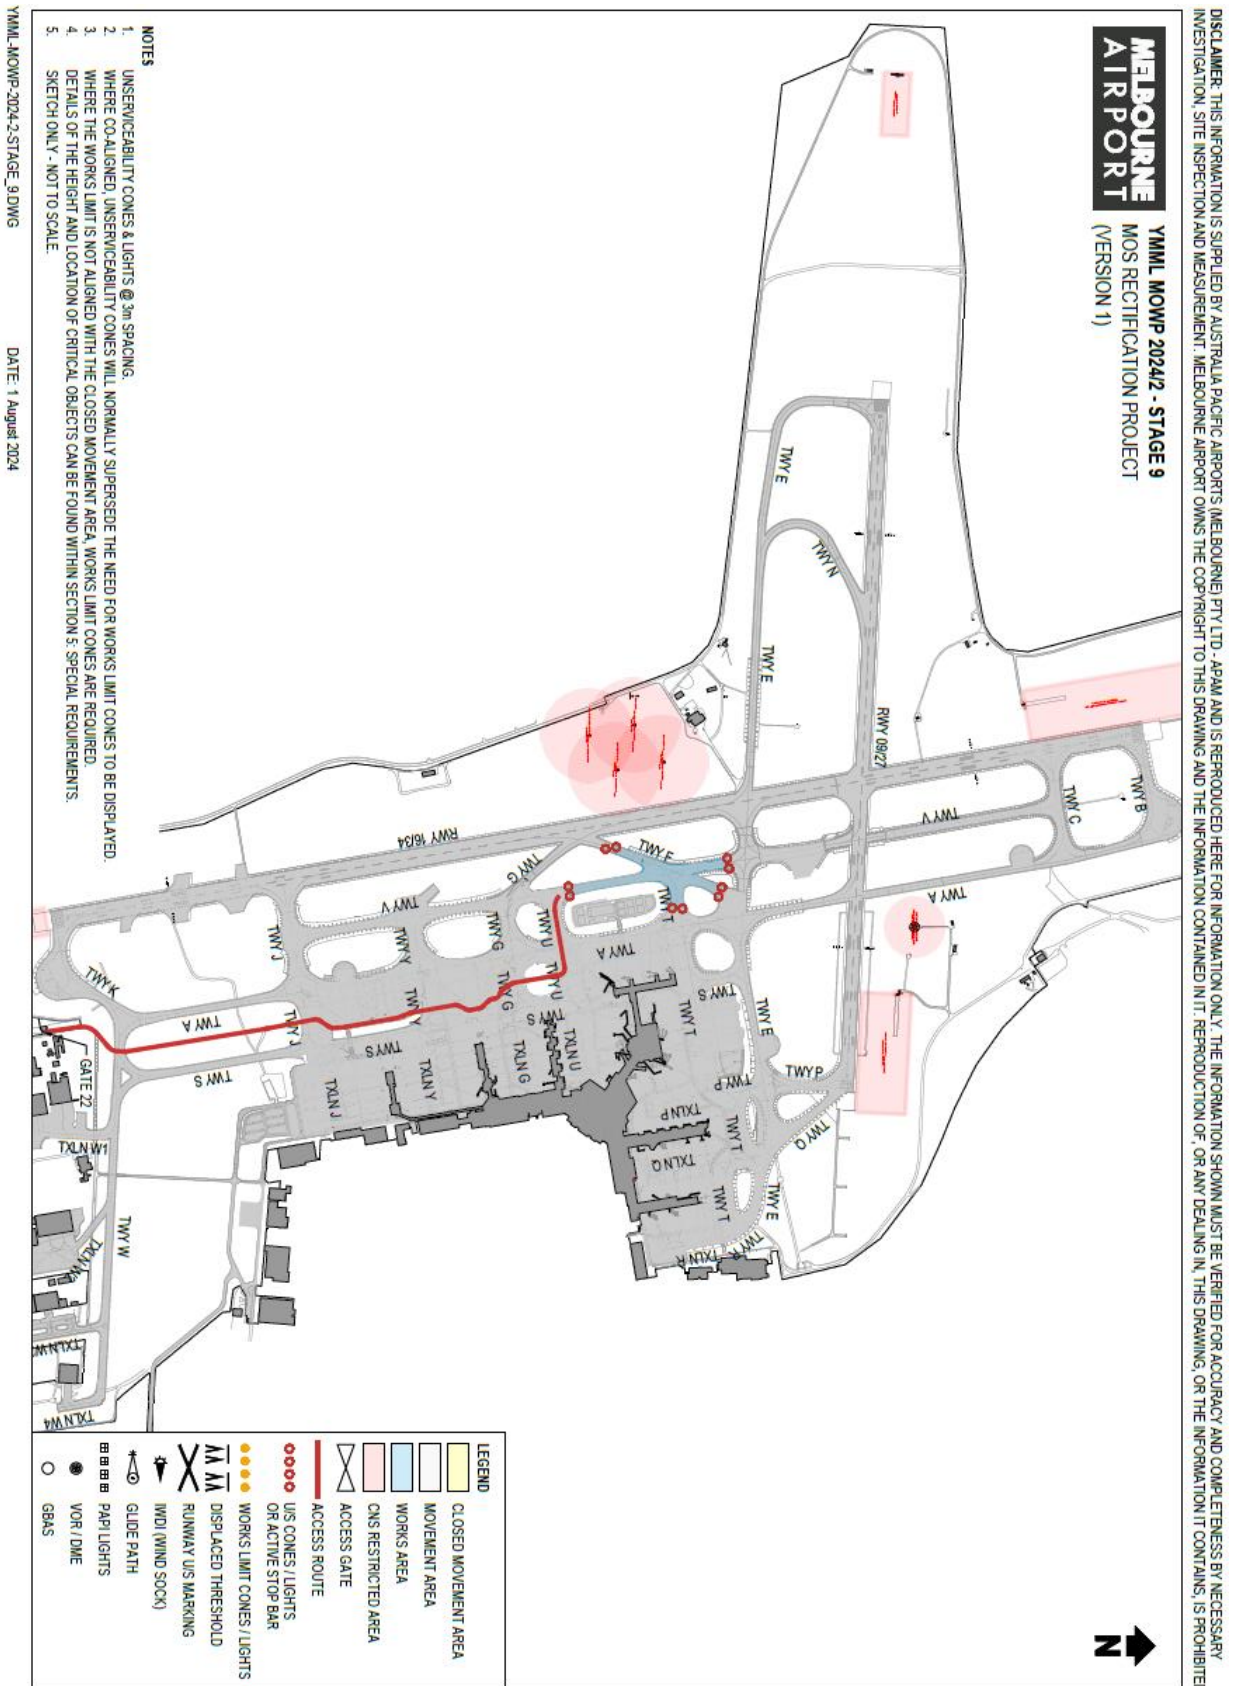 DISCLAIMER: THIS INFORMATION IS SUPPLIED BY AUSTRALIA PACIFIC AIRPORTS (MELBOURNE) PTY LTD - APAM AND IS REPRODUCED HERE FOR INFORMATION ONLY. THE INFORMATION SHOWN MUST BE VERIFIED FOR ACCURACY AND COMPLETENESS BY NECESSARY
INVESTIGATION, SITE INSPECTION AND MEASUREMENT. MELBOURNE AIRPORT OWNS THE COPYRIGHT TO THIS DRAWING AND THE INFORMATION CONTAINED IN IT. REPRODUCTION OF, OR ANY DEALING IN, THIS DRAWING, OR THE INFORMATION IT CONTAINS, IS PROHIBITE
MELBOURNE
AIRPORT
YMML MOWP 2024/2 - STAGE 9
MOS RECTIFICATION PROJECT
(VERSION 1)
N
TWY E
TWY N
TWY E
RWY 09/27
TWY B
TWY C
TWY V
TWY A
RWY 16/34
TWY F
TWY G
TWY T
TWY V
TWY G
TWY U
TWY A
TWY J
TWY Y
TWY G
TWY U
TWY S
TWY E
TWY K
TWY A
TWY J
TWY Y
TWY S
TWY T
TWY S
TWY S
TXLN J
TXLN Y
TXLN G
TXLN U
TWY P
TWY P
TWY Q
TXLN P
TWY T
TXLN Q
TWY T
TWY E
TWY R
TXLN R
GATE 22
TXLN W1
TWY W
TXLN W4
NOTES
1. UNSERVICEABILITY CONES & LIGHTS @ 3m SPACING.
2. WHERE CO-ALIGNED, UNSERVICEABILITY CONES WILL NORMALLY SUPERSEDE THE NEED FOR WORKS LIMIT CONES TO BE DISPLAYED.
3. WHERE THE WORKS LIMIT IS NOT ALIGNED WITH THE CLOSED MOVEMENT AREA, WORKS LIMIT CONES ARE REQUIRED.
4. DETAILS OF THE HEIGHT AND LOCATION OF CRITICAL OBJECTS CAN BE FOUND WITHIN SECTION 5: SPECIAL REQUIREMENTS.
5. SKETCH ONLY - NOT TO SCALE.
LEGEND
CLOSED MOVEMENT AREA
MOVEMENT AREA
WORKS AREA
CNS RESTRICTED AREA
ACCESS GATE
ACCESS ROUTE
U/S CONES / LIGHTS
OR ACTIVE STOP BAR
WORKS LIMIT CONES / LIGHTS
DISPLACED THRESHOLD
RUNWAY U/S MARKING
IWDI (WIND SOCK)
GLIDE PATH
PAPI LIGHTS
VOR / DME
GBAS
YMML-MOWP-2024-2-STAGE_9.DWG
DATE: 1 August 2024